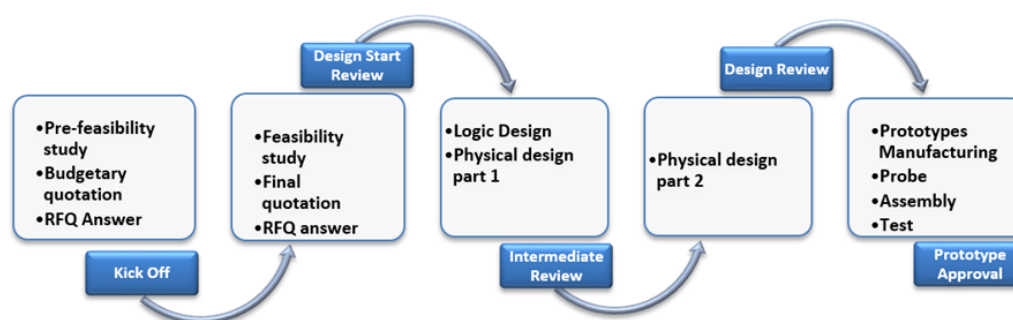 •Pre-feasibility
study
•Budgetary
quotation
•RFQ Answer
Kick Off
•Feasibility
study
•Final
quotation
•RFQ answer
Design Start
Review
•Logic Design
•Physical design
part 1
Intermediate
Review
•Physical design
part 2
Design Review
•Prototypes
Manufacturing
•Probe
•Assembly
•Test
Prototype
Approval